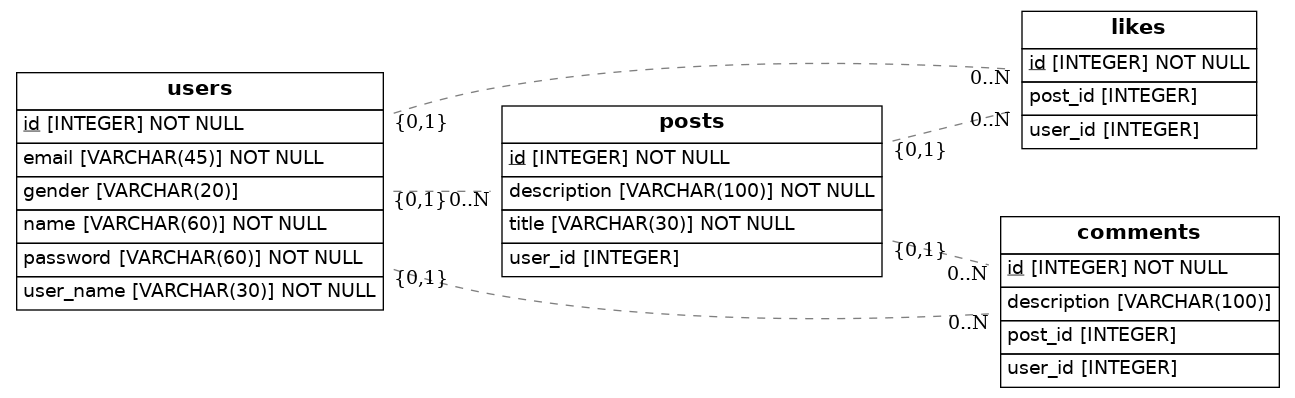 users
id [INTEGER] NOT NULL
email [VARCHAR(45)] NOT NULL
gender [VARCHAR(20)]
name [VARCHAR(60)] NOT NULL
password [VARCHAR(60)] NOT NULL
user_name [VARCHAR(30)] NOT NULL
{0,1}
{0,1}
{0,1}
0..N
posts
id [INTEGER] NOT NULL
description [VARCHAR(100)] NOT NULL
title [VARCHAR(30)] NOT NULL
user_id [INTEGER]
{0,1}
{0,1}
0..N
0..N
likes
id [INTEGER] NOT NULL
post_id [INTEGER]
user_id [INTEGER]
0..N
0..N
comments
id [INTEGER] NOT NULL
description [VARCHAR(100)]
post_id [INTEGER]
user_id [INTEGER]